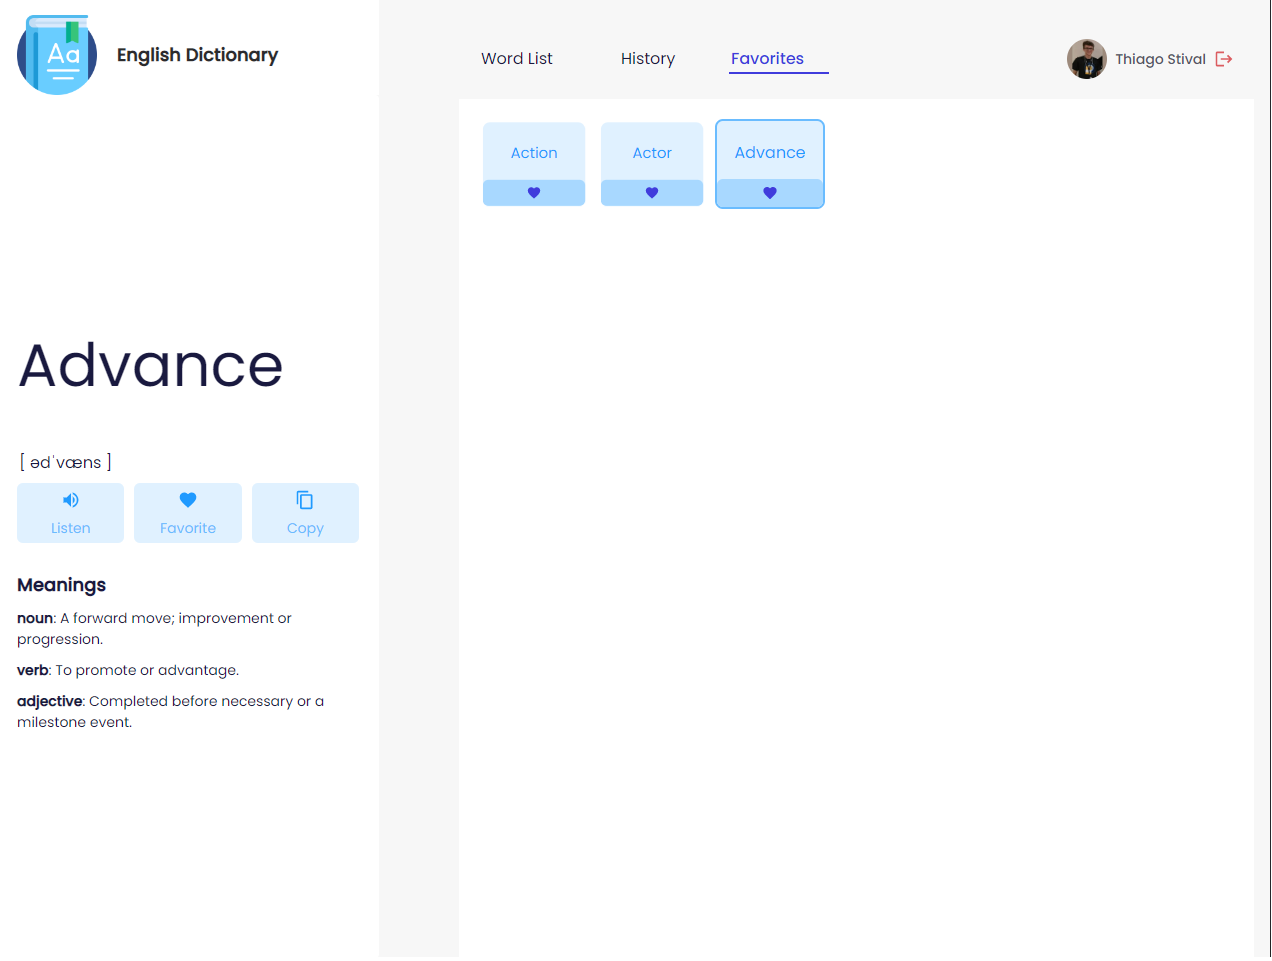 Aa
English Dictionary
Word List
History
Favorites
Thiago Stival
Action
Actor
Advance
Advance
[ ədˈvæns ]
Listen
Favorite
Copy
Meanings
noun: A forward move; improvement or
progression.
verb: To promote or advantage.
adjective: Completed before necessary or a
milestone event.